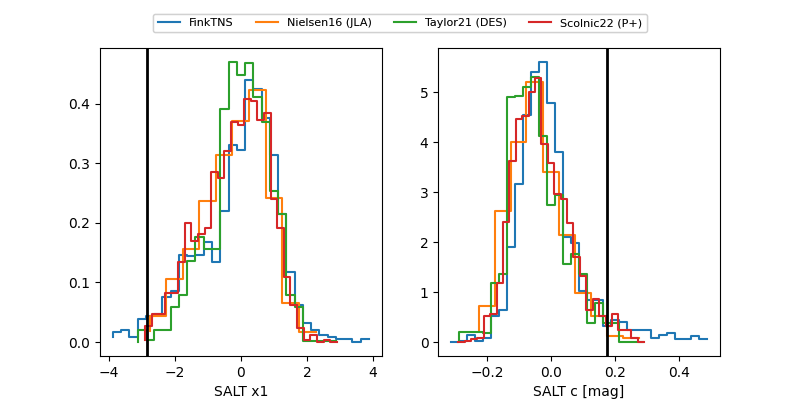 FinkTNS Nielsen16 (JLA) Taylor21 (DES) Scolnic22 (P+)
0.4
0.3
0.2
0.1
0.0
−4 −2 0 2 4
SALT x1
5
4
3
2
1
0
−0.2 0.0 0.2 0.4
SALT c [mag]